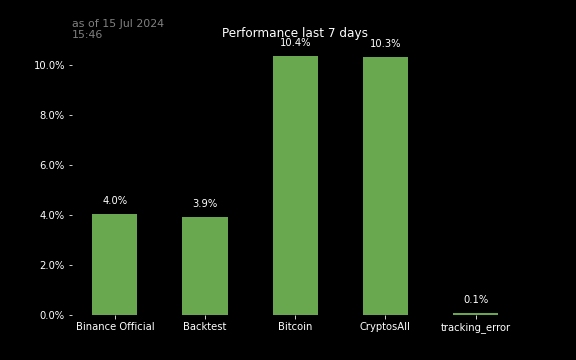 as of 15 Jul 2024
15:46
Performance last 7 days
10.4%
10.3%
10.0%
8.0%
6.0%
4.0%
3.9%
4.0%
2.0%
0.1%
0.0%
Binance Official
Backtest
Bitcoin
CryptosAll
tracking_error